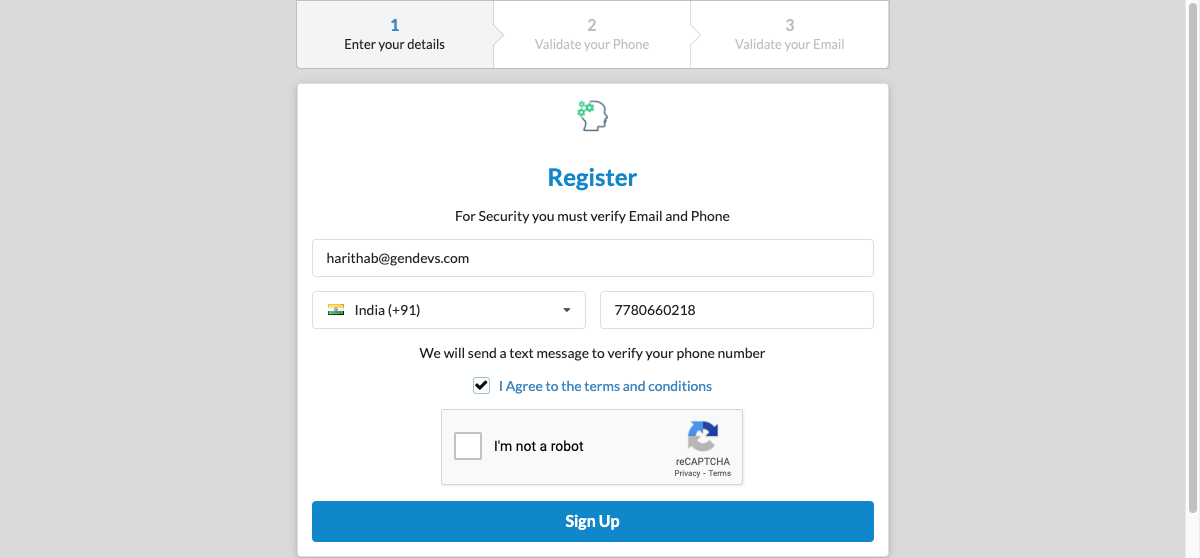 1
Enter your details
2
Validate your Phone
3
Validate your Email
Register
For Security you must verify Email and Phone
harithab@gendevs.com
India (+91)
7780660218
We will send a text message to verify your phone number
I Agree to the terms and conditions
I'm not a robot
reCAPTCHA
Privacy - Terms
Sign Up